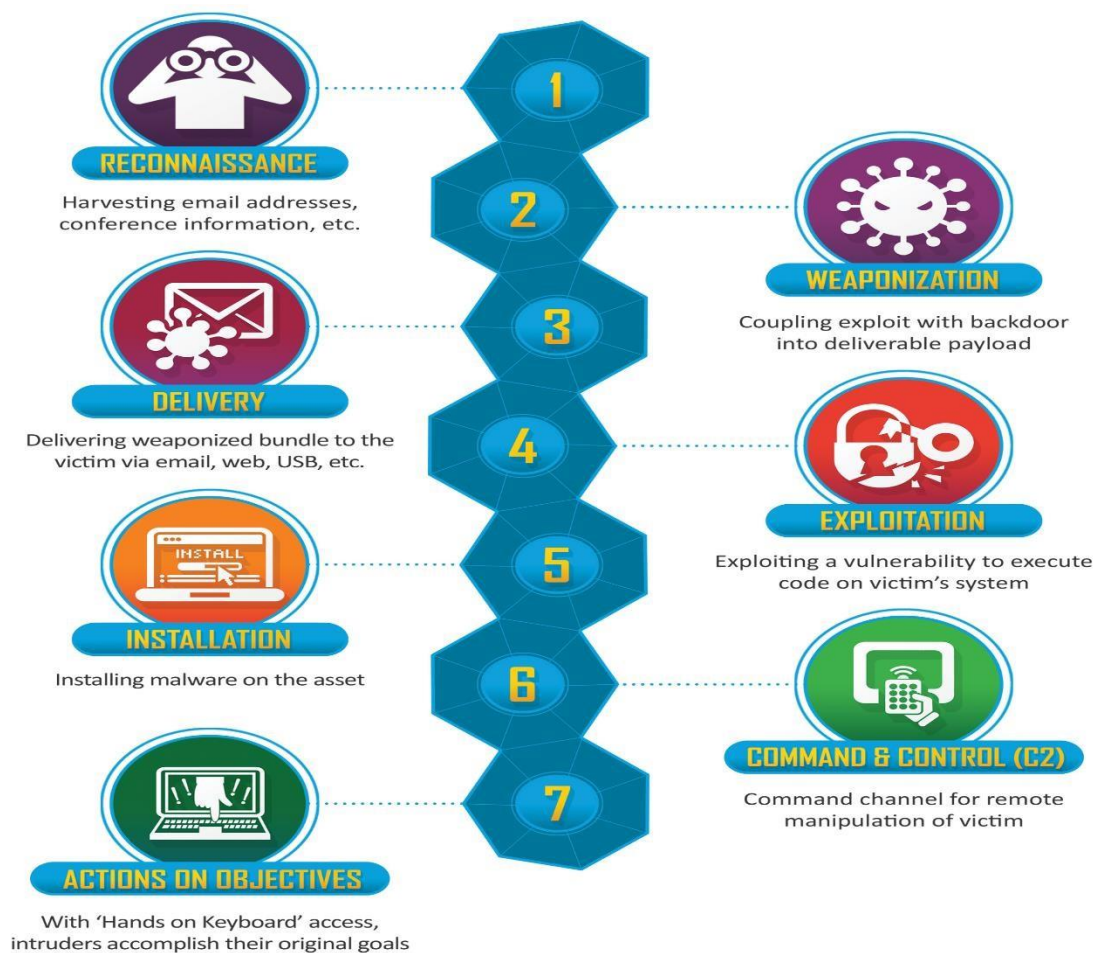 1
RECONNAISSANCE
Harvesting email addresses,
conference information, etc.
2
WEAPONIZATION
Coupling exploit with backdoor
into deliverable payload
3
DELIVERY
Delivering weaponized bundle to the
victim via email, web, USB, etc.
4
EXPLOITATION
Exploiting a vulnerability to execute
code on victim's system
5
INSTALL
INSTALLATION
Installing malware on the asset
6
COMMAND & CONTROL (C2)
Command channel for remote
manipulation of victim
7
! ! ! !
ACTIONS ON OBJECTIVES
With ‘Hands on Keyboard’ access,
intruders accomplish their original goals